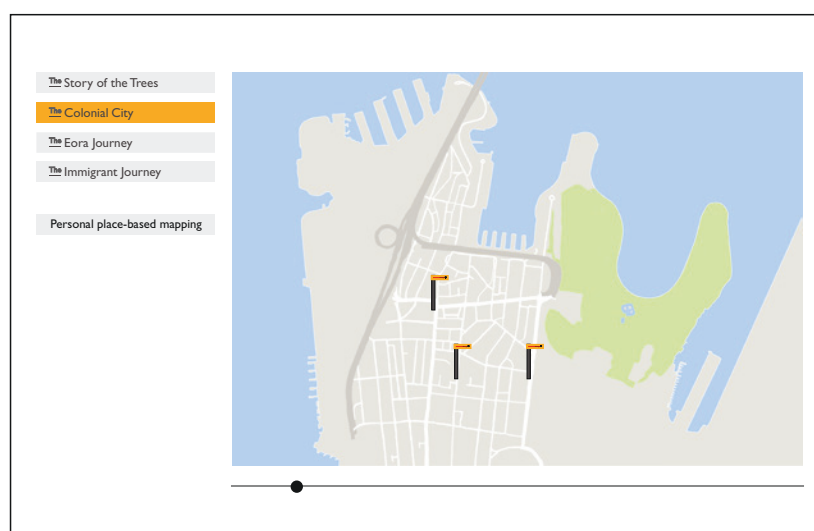 The Story of the Trees
The Colonial City
The Eora Journey
The Immigrant Journey
Personal place-based mapping